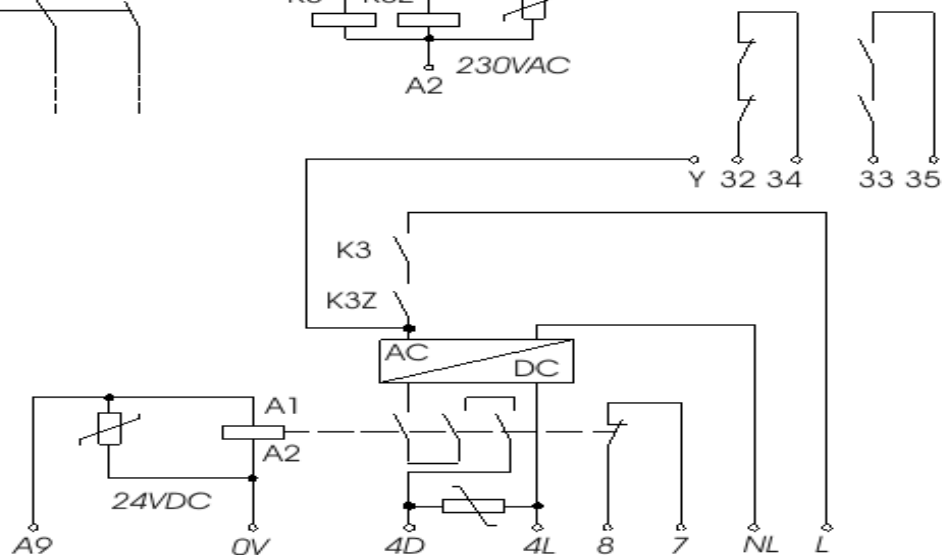 230VAC
A2
Y 32 34 33 35
K3
K3Z
AC
DC
A1
A2
24VDC
A9 0V 4D 4L 8 7 NL L